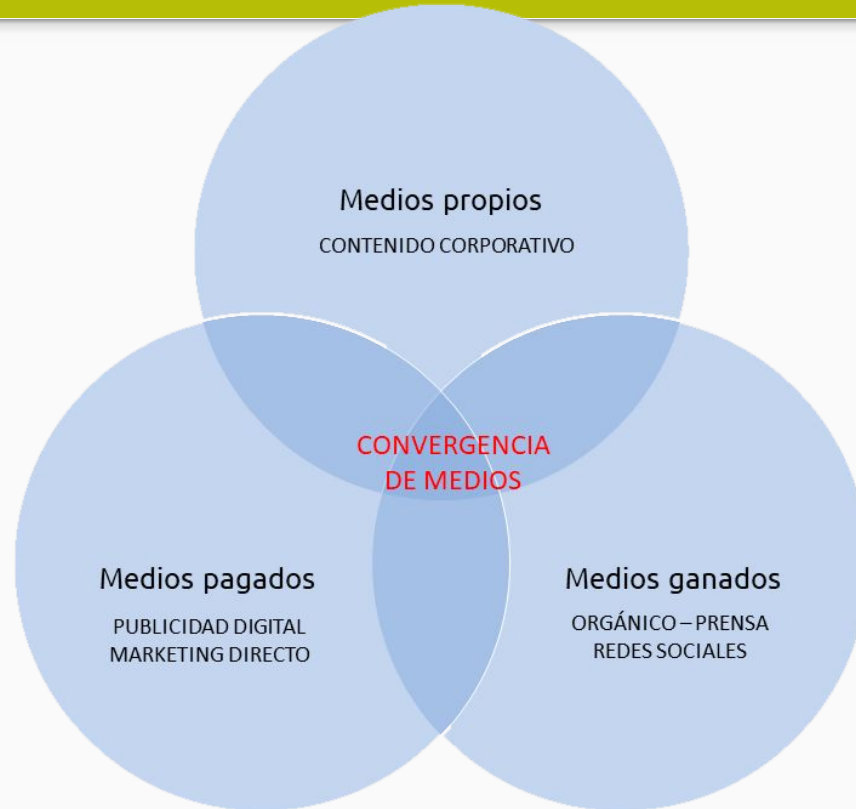 Medios propios
CONTENIDO CORPORATIVO
CONVERGENCIA
DE MEDIOS
Medios pagados
PUBLICIDAD DIGITAL
MARKETING DIRECTO
Medios ganados
ORGÁNICO – PRENSA
REDES SOCIALES